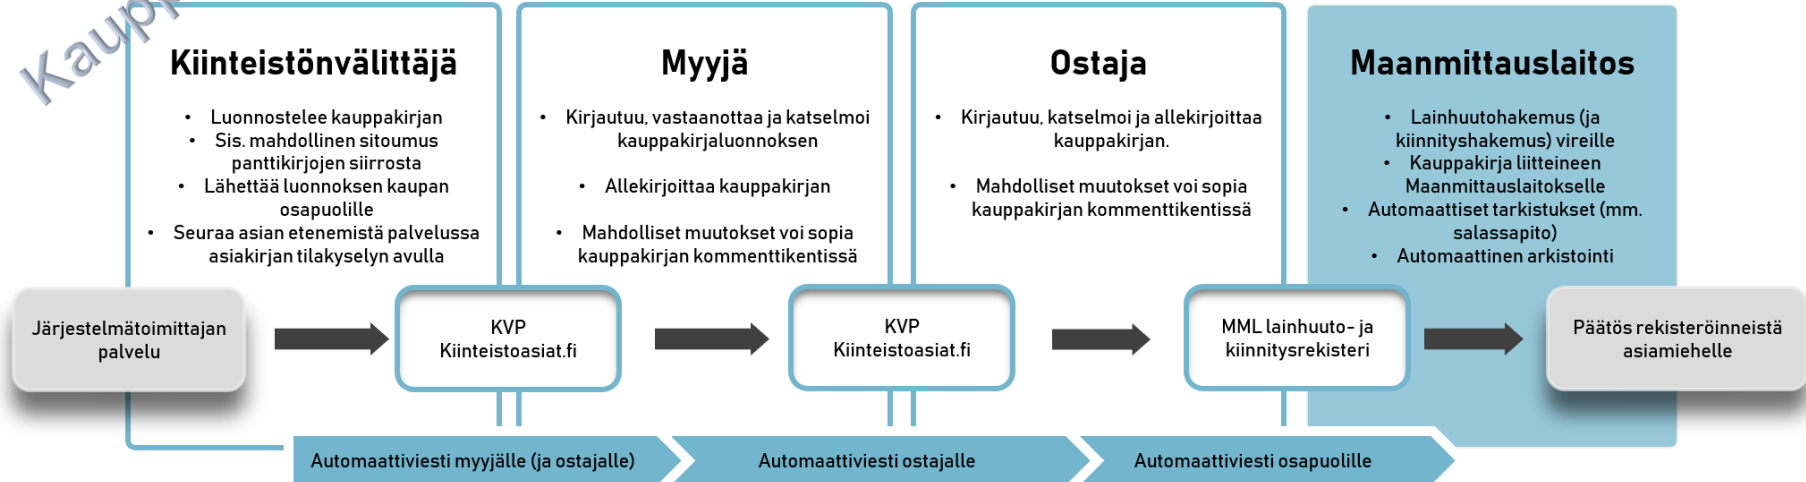 Kiinteistönvälittäjä
• Luonnostelee kauppakirjan
• Sis. mahdollinen sitoumus
panttikirjojen siirrosta
• Lähettää luonnoksen kaupan
osapuolille
• Seuraa asian etenemistä palvelussa
asiakirjan tilakyselyn avulla
Myyjä
• Kirjautuu, vastaanottaa ja katselmoi
kauppakirjaluonnoksen
• Allekirjoittaa kauppakirjan
• Mahdolliset muutokset voi sopia
kauppakirjan kommenttikentissä
Ostaja
• Kirjautuu, katselmoi ja allekirjoittaa
kauppakirjan.
• Mahdolliset muutokset voi sopia
kauppakirjan kommenttikentissä
Maanmittauslaitos
• Lainhuutohakemus (ja
kiinnityshakemus) vireille
• Kauppakirja liitteineen
Maanmittauslaitokselle
• Automaattiset tarkistukset (mm.
salassapito)
• Automaattinen arkistointi
Järjestelmätoimittajan
palvelu
KVP
Kiinteistoasiat.fi
KVP
Kiinteistoasiat.fi
MML lainhuuto- ja
kiinnitysrekisteri
Päätös rekisteröinneistä
asiamiehelle
Automaattiviesti myyjälle (ja ostajalle)
Automaattiviesti ostajalle
Automaattiviesti osapuolille